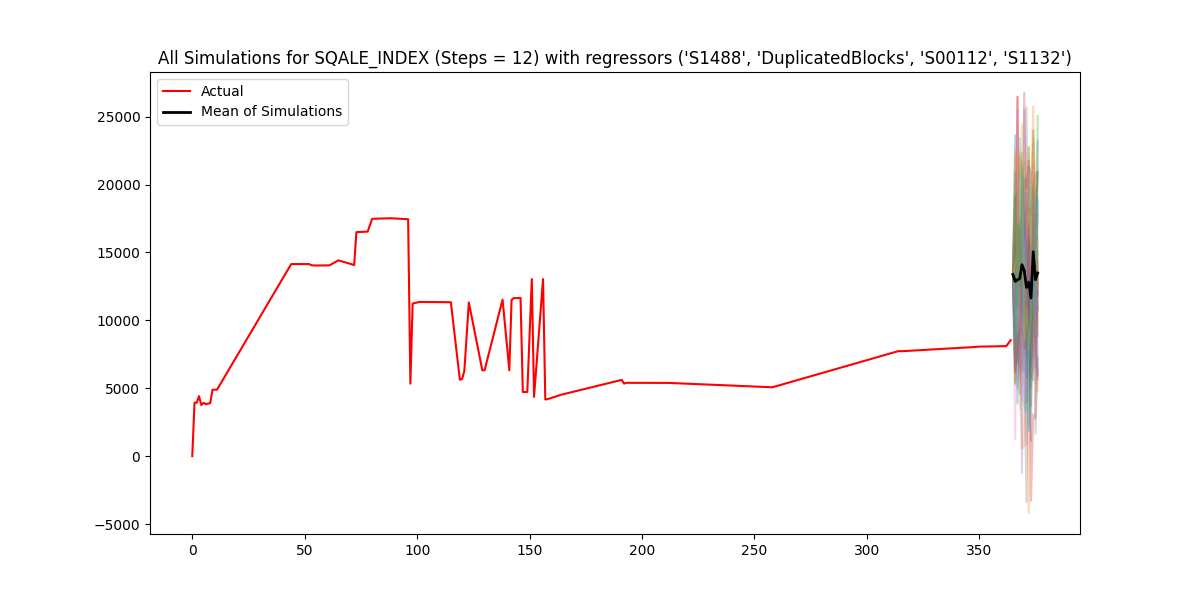 All Simulations for SQALE_INDEX (Steps = 12) with regressors ('S1488', 'DuplicatedBlocks', 'S00112', 'S1132')
Actual
Mean of Simulations
25000
20000
15000
10000
5000
0
−5000
0 50 100 150 200 250 300 350